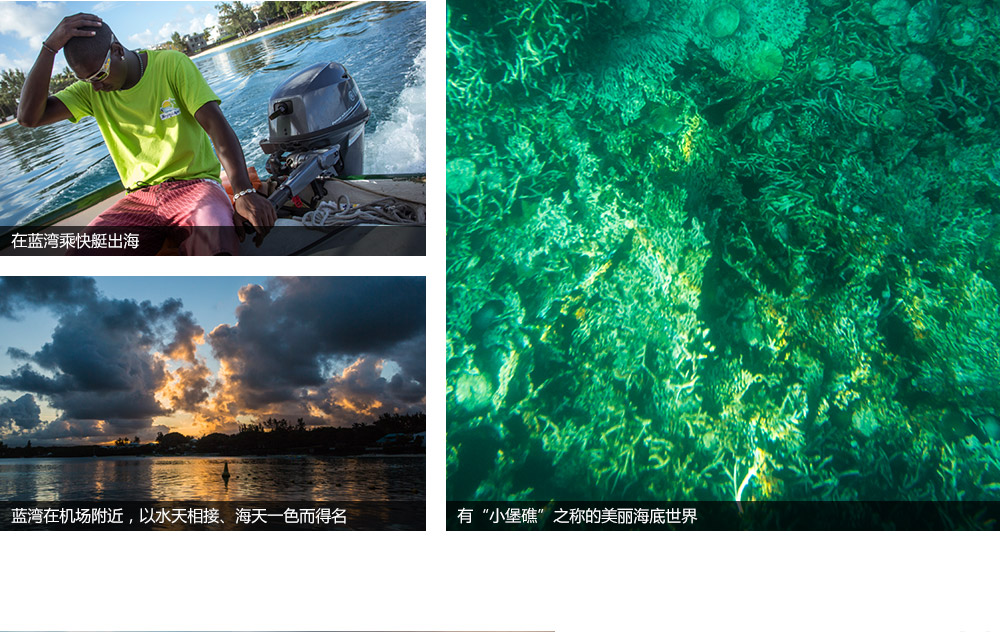 在蓝湾乘快艇出海
蓝湾在机场附近，以水天相接、海天一色而得名
有“小堡礁”之称的美丽海底世界